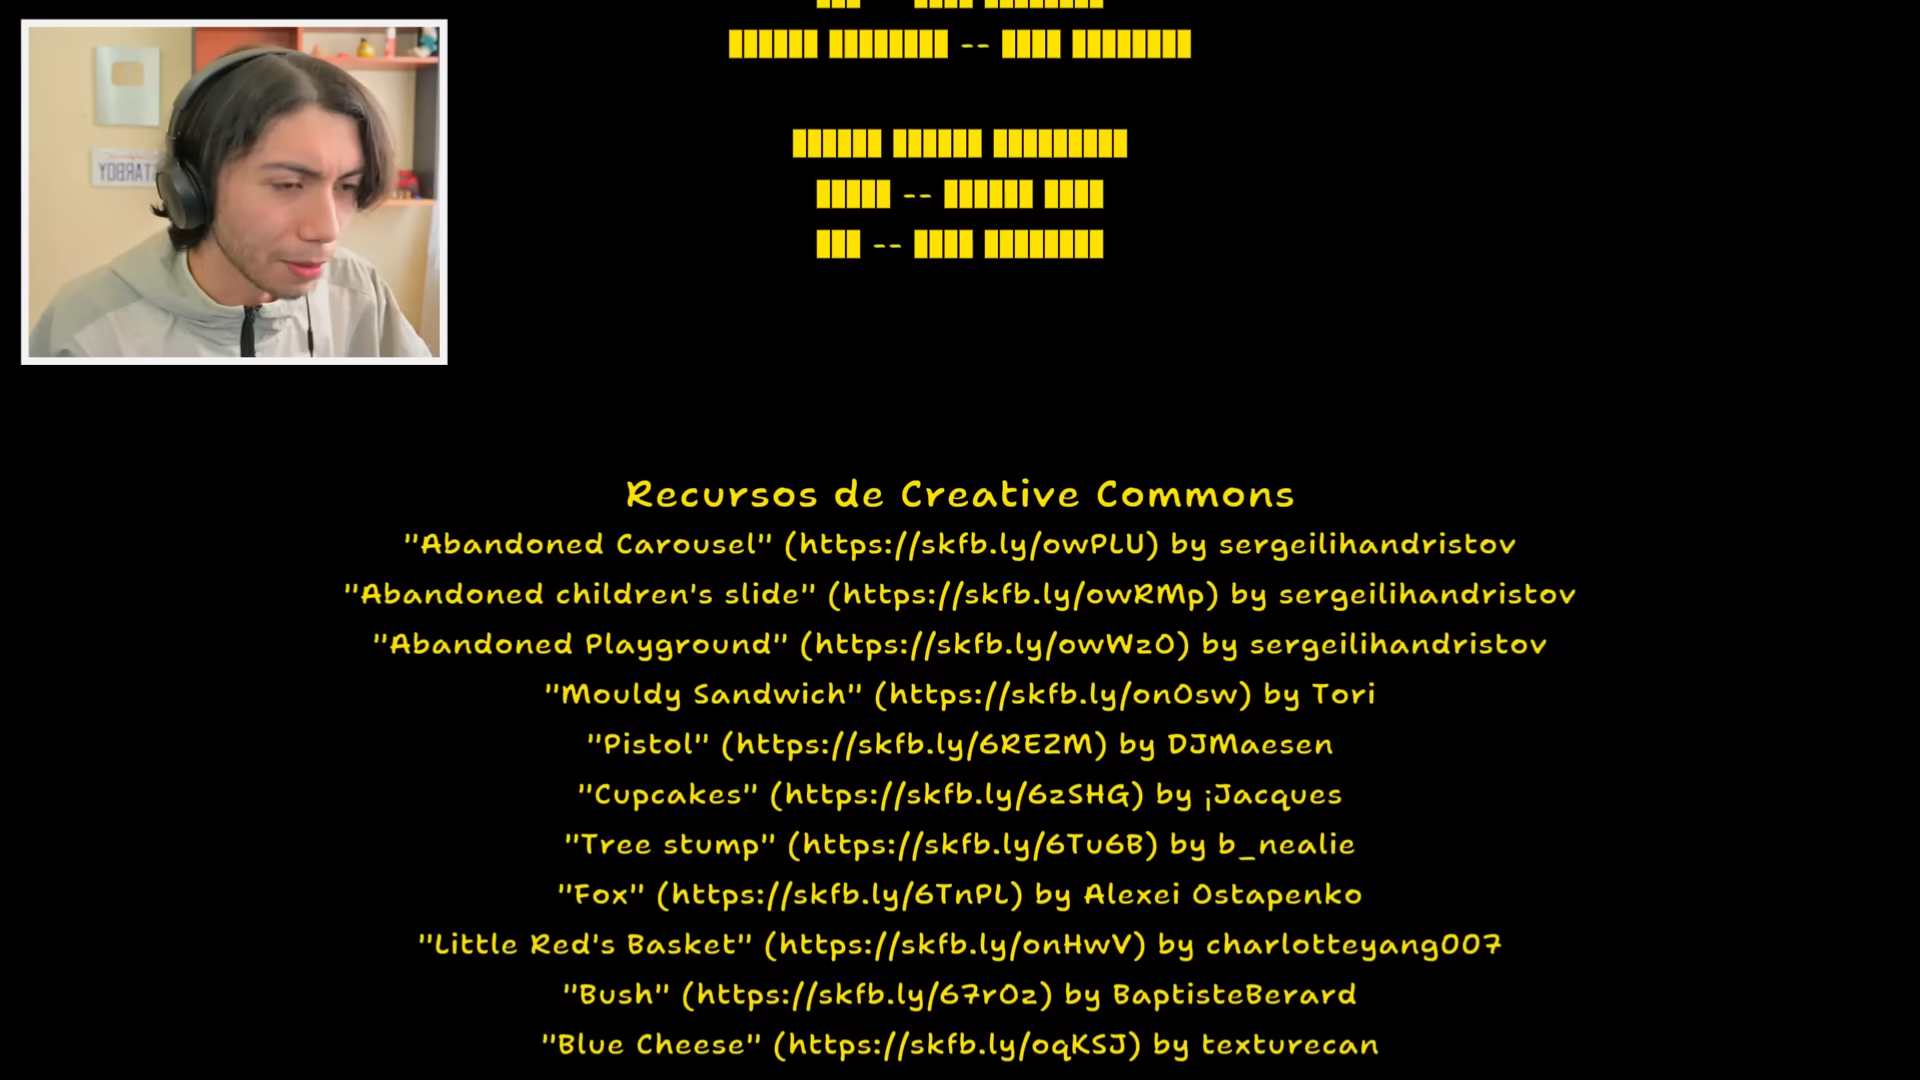 Recursos de Creative Commons
"Abandoned Carousel" (https://skfb.ly/owPLU) by sergeilihandristov
"Abandoned children's slide" (https://skfb.ly/owRMp) by sergeilihandristov
"Abandoned Playground" (https://skfb.ly/owWzO) by sergeilihandristov
"Mouldy Sandwich" (https://skfb.ly/onOsw) by Tori
"Pistol" (https://skfb.ly/6REZM) by DJMaesen
"Cupcakes" (https://skfb.ly/6zSHG) by ¡Jacques
"Tree stump" (https://skfb.ly/6Tu6B) by b_nealie
"Fox" (https://skfb.ly/6TnPL) by Alexei Ostapenko
"Little Red's Basket" (https://skfb.ly/onHwV) by charlotteyang007
"Bush" (https://skfb.ly/67rOz) by BaptisteBerard
"Blue Cheese" (https://skfb.ly/oqKSJ) by texturecan